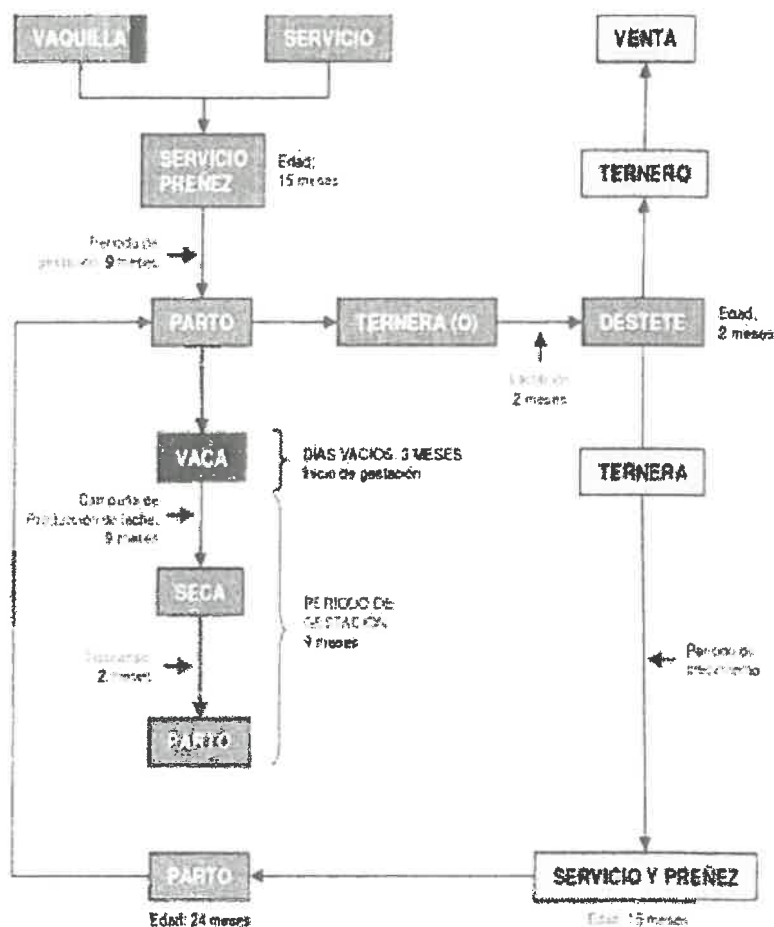 VAQUILLA
SERVICIO
VENTA
SERVICIO
PREÑEZ
Edad:
15 meses
TERNERO
Periodo de
gestación: 9 meses
PARTO
TERNERA (O)
DESTETE
Edad:
2 meses
Lactación
2 meses
VACA
DÍAS VACIOS: 3 MESES
Inicio de gestación
TERNERA
Campaña de
Producción de leche:
9 meses
SECA
PERIODO DE
GESTACIÓN
9 meses
2 meses
Periodo de
crecimiento
PARTO
PARTO
SERVICIO Y PREÑEZ
Edad: 24 meses
Edad: 15 meses